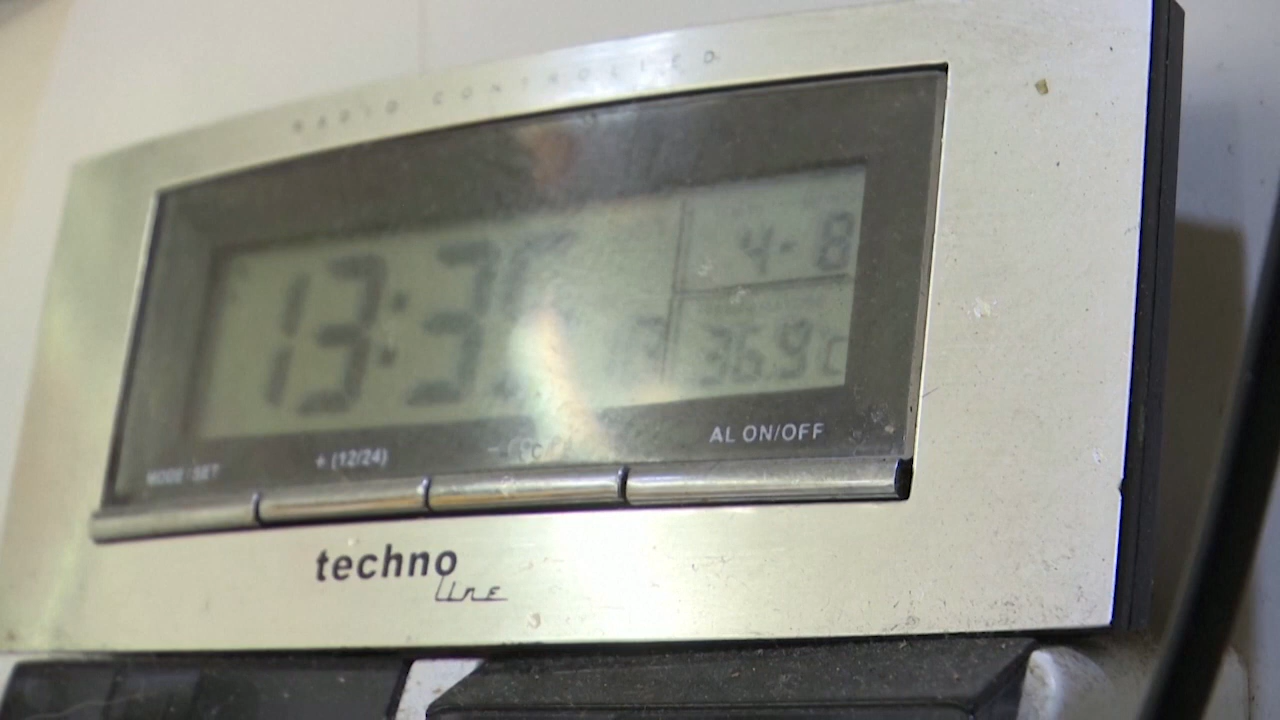 RADIO CONTROLLED
4-8
13:3
36.9°C
MODE/SET
+ (12/24)
AL ON/OFF
techno
line